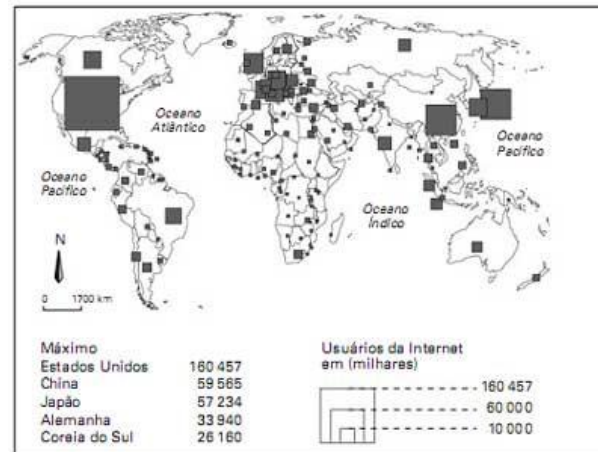 Oceano
Atlântico
Oceano
Pacífico
Oceano
Pacífico
Oceano
Índico
N
0 1700 km
Máximo
Estados Unidos 160 457
China 59 565
Japão 57 234
Alemanha 33 940
Coreia do Sul 26 160
Usuários da Internet
em (milhares)
160 457
60 000
10 000